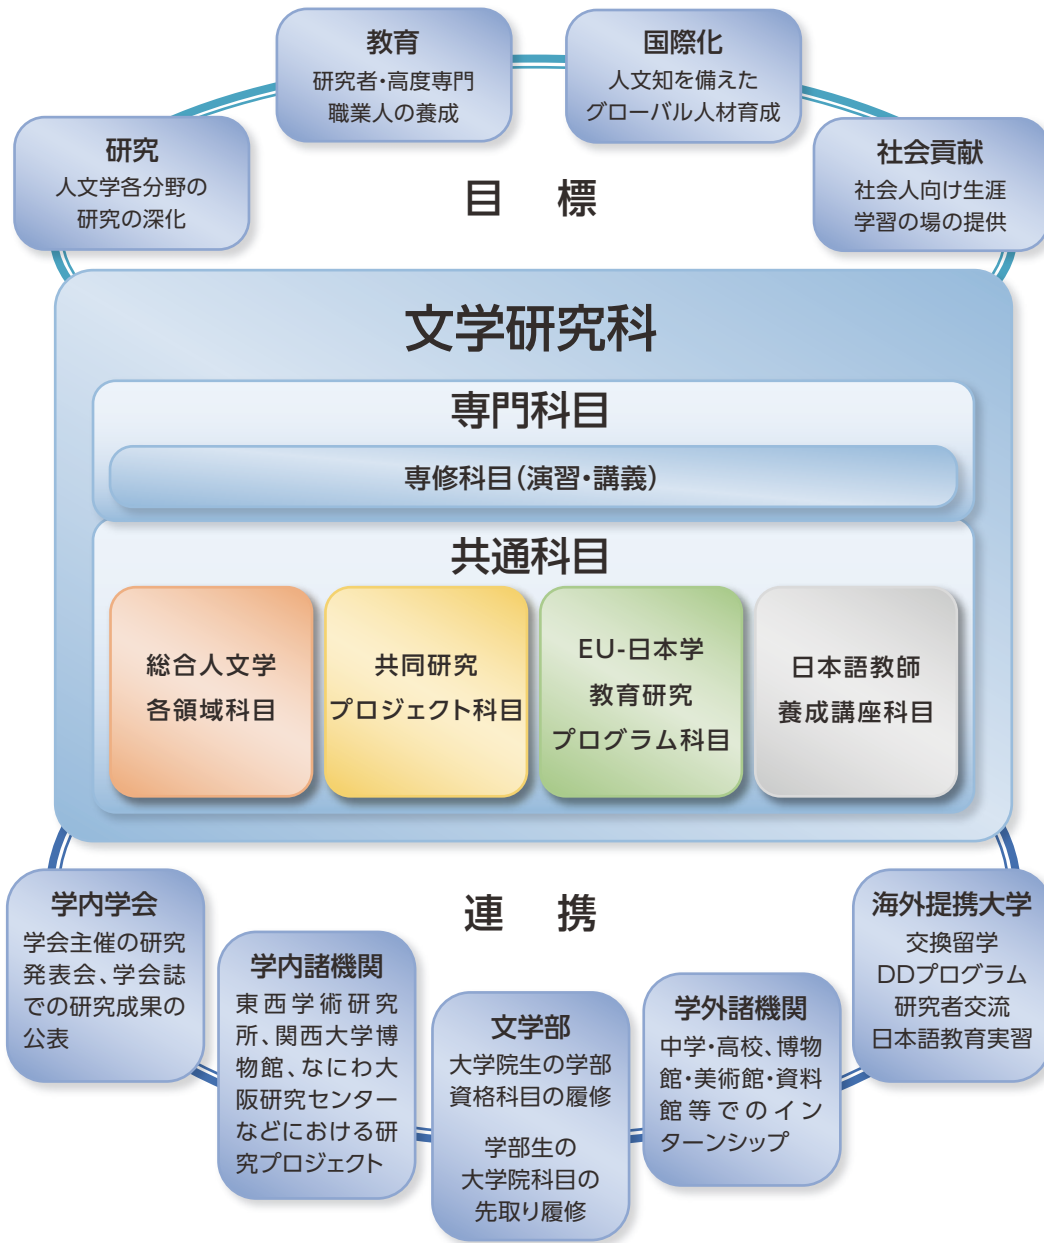 教育
研究者・高度専門
職業人の養成
国際化
人文知を備えた
グローバル人材育成
研究
人文学各分野の
研究の深化
社会貢献
社会人向け生涯
学習の場の提供
目 標
文学研究科
専門科目
専修科目(演習・講義)
共通科目
総合人文学
各領域科目
共同研究
プロジェクト科目
EU-日本学
教育研究
プログラム科目
日本語教師
養成講座科目
連 携
学内学会
学会主催の研究
発表会、学会誌
での研究成果の
公表
学内諸機関
東西学術研究
所、関西大学博
物館、なにわ大
阪研究センター
などにおける研
究プロジェクト
文学部
大学院生の学部
資格科目の履修
学部生の
大学院科目の
先取り履修
学外諸機関
中学・高校、博物
館・美術館・資料
館等でのイン
ターンシップ
海外提携大学
交換留学
DDプログラム
研究者交流
日本語教育実習